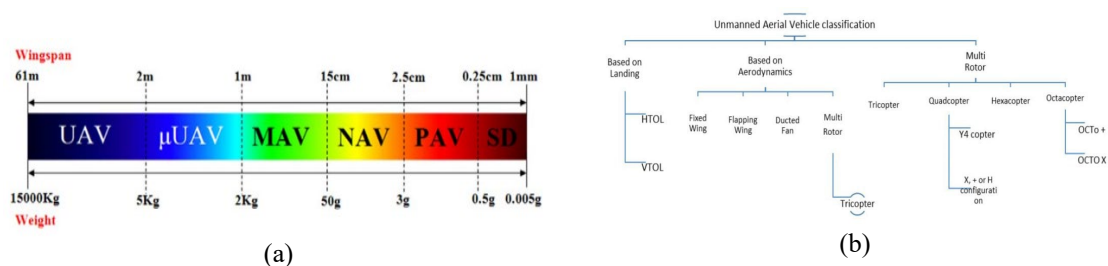 Wingspan
61m 2m 1m 15cm 2.5cm 0.25cm 1mm
UAV μUAV MAV NAV PAV SD
15000Kg 5Kg 2Kg 50g 3g 0.5g 0.005g
Weight
(a)
Unmanned Aerial Vehicle classification
Based on
Landing
HTOL
VTOL
Based on
Aerodynamics
Fixed
Wing
Flapping
Wing
Ducted
Fan
Multi
Rotor
Tricopter
Multi
Rotor
Tricopter
Quadcopter
Y4 copter
X, + or H
configurati
on
Hexacopter
Octacopter
OCTo +
OCTO X
(b)